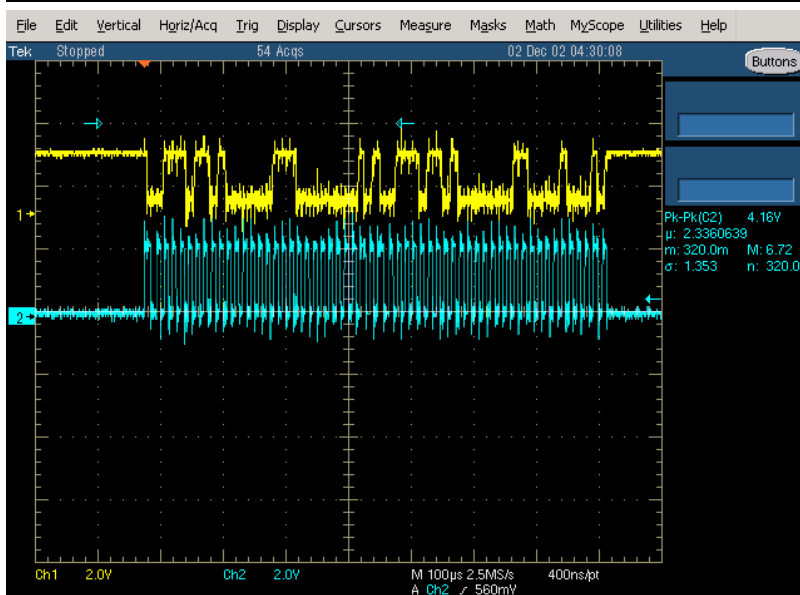 File Edit Vertical Horiz/Acq Trig Display Cursors Measure Masks Math MyScope Utilities Help
Tek Stopped 54 Acqs 02 Dec 02 04:30:08
Buttons
1
Pk-Pk(C2) 4.16V
µ: 2.3360639
m: 320.0m M: 6.72
σ: 1.353 n: 320.0
2
Ch1 2.0V Ch2 2.0V M 100µs 2.5MS/s 400ns/pt
A Ch2 ∕ 560mV